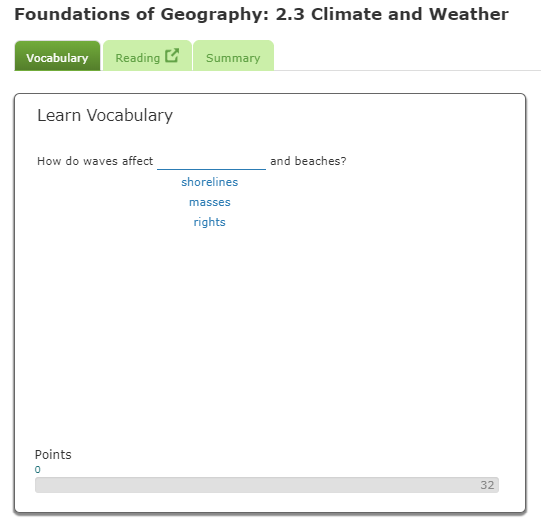 Foundations of Geography: 2.3 Climate and Weather
Vocabulary Reading Summary
Learn Vocabulary
How do waves affect ____________ and beaches?
shorelines
masses
rights
Points
0
32